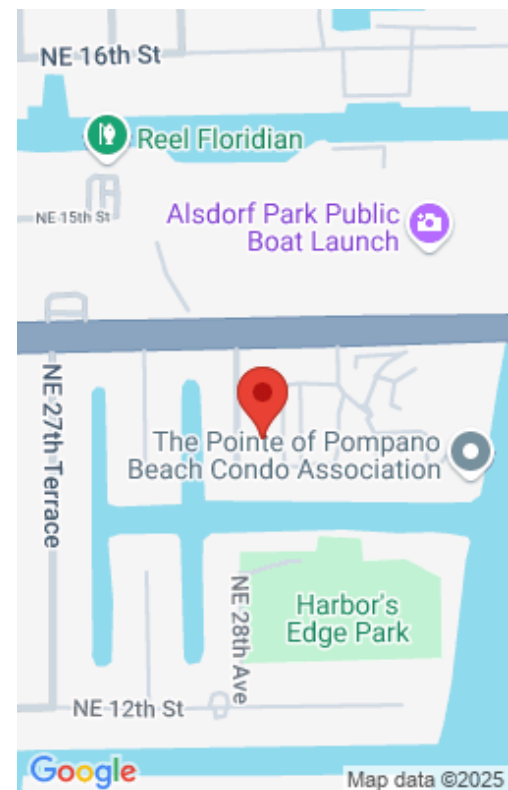 NE 16th St
Reel Floridian
NE 15th St
Alsdorf Park Public
Boat Launch
NE 27th Terrace
The Pointe of Pompano
Beach Condo Association
NE 28th Ave
Harbor's
Edge Park
NE 12th St
Google
Map data ©2025